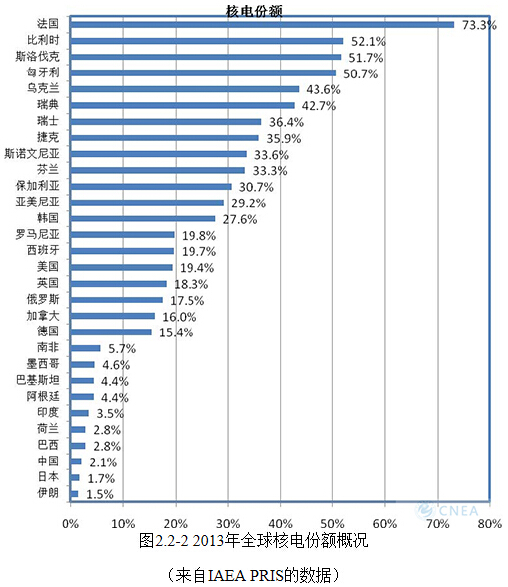 核电份额
法国 73.3%
比利时 52.1%
斯洛伐克 51.7%
匈牙利 50.7%
乌克兰 43.6%
瑞典 42.7%
瑞士 36.4%
捷克 35.9%
斯诺文尼亚 33.6%
芬兰 33.3%
保加利亚 30.7%
亚美尼亚 29.2%
韩国 27.6%
罗马尼亚 19.8%
西班牙 19.7%
美国 19.4%
英国 18.3%
俄罗斯 17.5%
加拿大 16.0%
德国 15.4%
南非 5.7%
墨西哥 4.6%
巴基斯坦 4.4%
阿根廷 4.4%
印度 3.5%
荷兰 2.8%
巴西 2.8%
中国 2.1%
日本 1.7%
伊朗 1.5%
CNEA
0% 10% 20% 30% 40% 50% 60% 70% 80%
图2.2-2 2013年全球核电份额概况
（来自IAEA PRIS的数据）